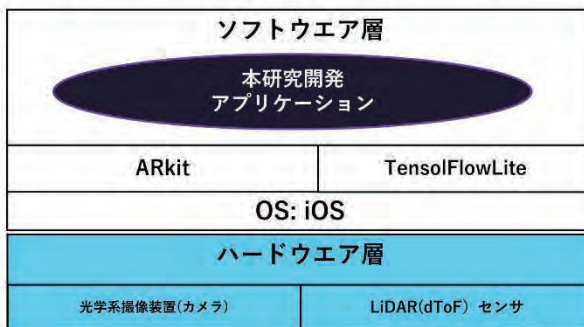 ソフトウエア層
本研究開発
アプリケーション
ARkit
TensolFlowLite
OS: iOS
ハードウエア層
光学系撮像装置(カメラ)
LiDAR(dToF) センサ